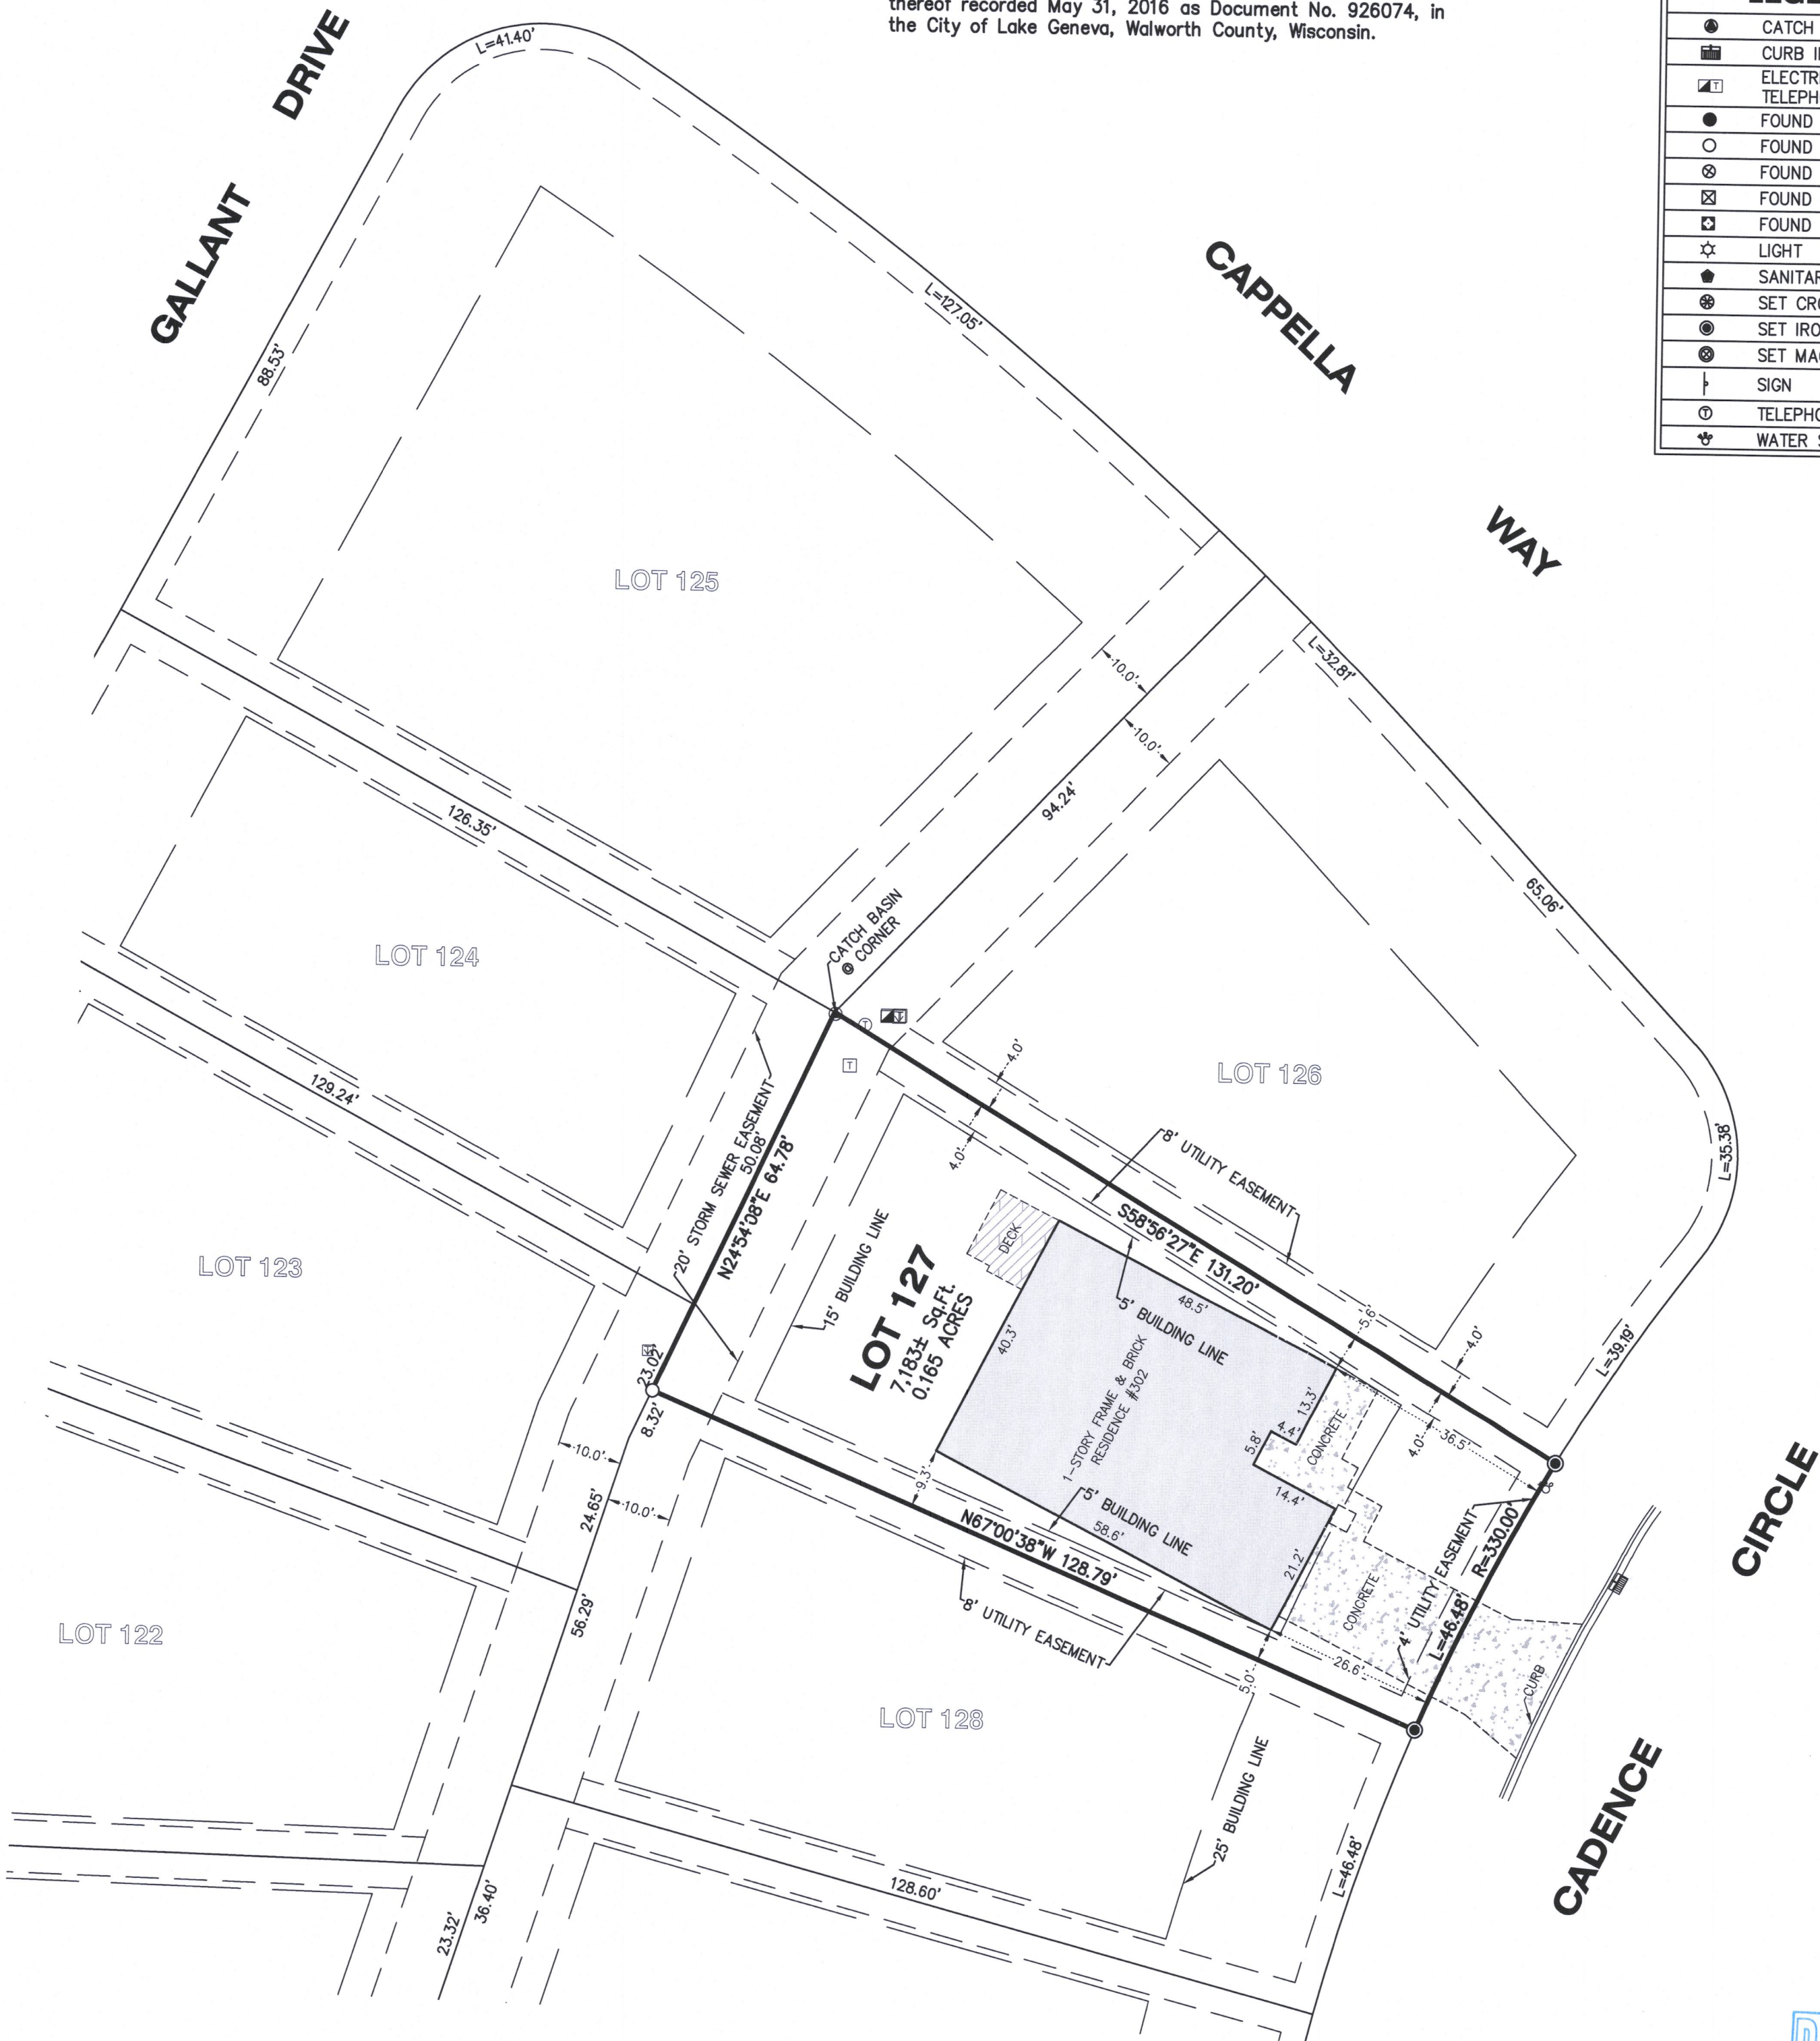 thereof recorded May 31, 2016 as Document No. 926074, in
the City of Lake Geneva, Walworth County, Wisconsin.
CATCH
CURB
FOUND
FOUND
FOUND
FOUND
FOUND
LIGHT
SET
SET
SET
SIGN
WATER
GALLANT DRIVE
L=41.40'
88.53'
L=127.05'
CAPPELLA WAY
LOT 125
10.0'
10.0'
L=32.81'
94.24'
65.06'
126.35'
CATCH BASIN
@ CORNER
T
T
T
LOT 124
LOT 126
129.24'
L=35.38'
4.0'
4.0'
8' UTILITY EASEMENT
20' STORM SEWER EASEMENT
50.08'
N24°54'08"E 64.78'
S58°56'27"E 131.20'
15' BUILDING LINE
LOT 123
LOT 127
7,183± Sq.Ft.
0.165 ACRES
DECK
48.5'
5' BUILDING LINE
40.3'
1-STORY FRAME & BRICK
RESIDENCE #302
5.6'
4.0'
4.0'
L=39.19'
13.3'
4.4'
5.8'
14.4'
CONCRETE
36.5'
23.02'
8.32'
10.0'
10.0'
24.65'
9.3'
5' BUILDING LINE
58.6'
N67°00'38"W 128.79'
21.2'
8' UTILITY EASEMENT
CONCRETE
4' UTILITY EASEMENT
R=330.00'
L=46.48'
26.6'
5.0'
CURB
CADENCE CIRCLE
LOT 122
56.29'
LOT 128
25' BUILDING LINE
L=46.48'
128.60'
36.40'
23.32'